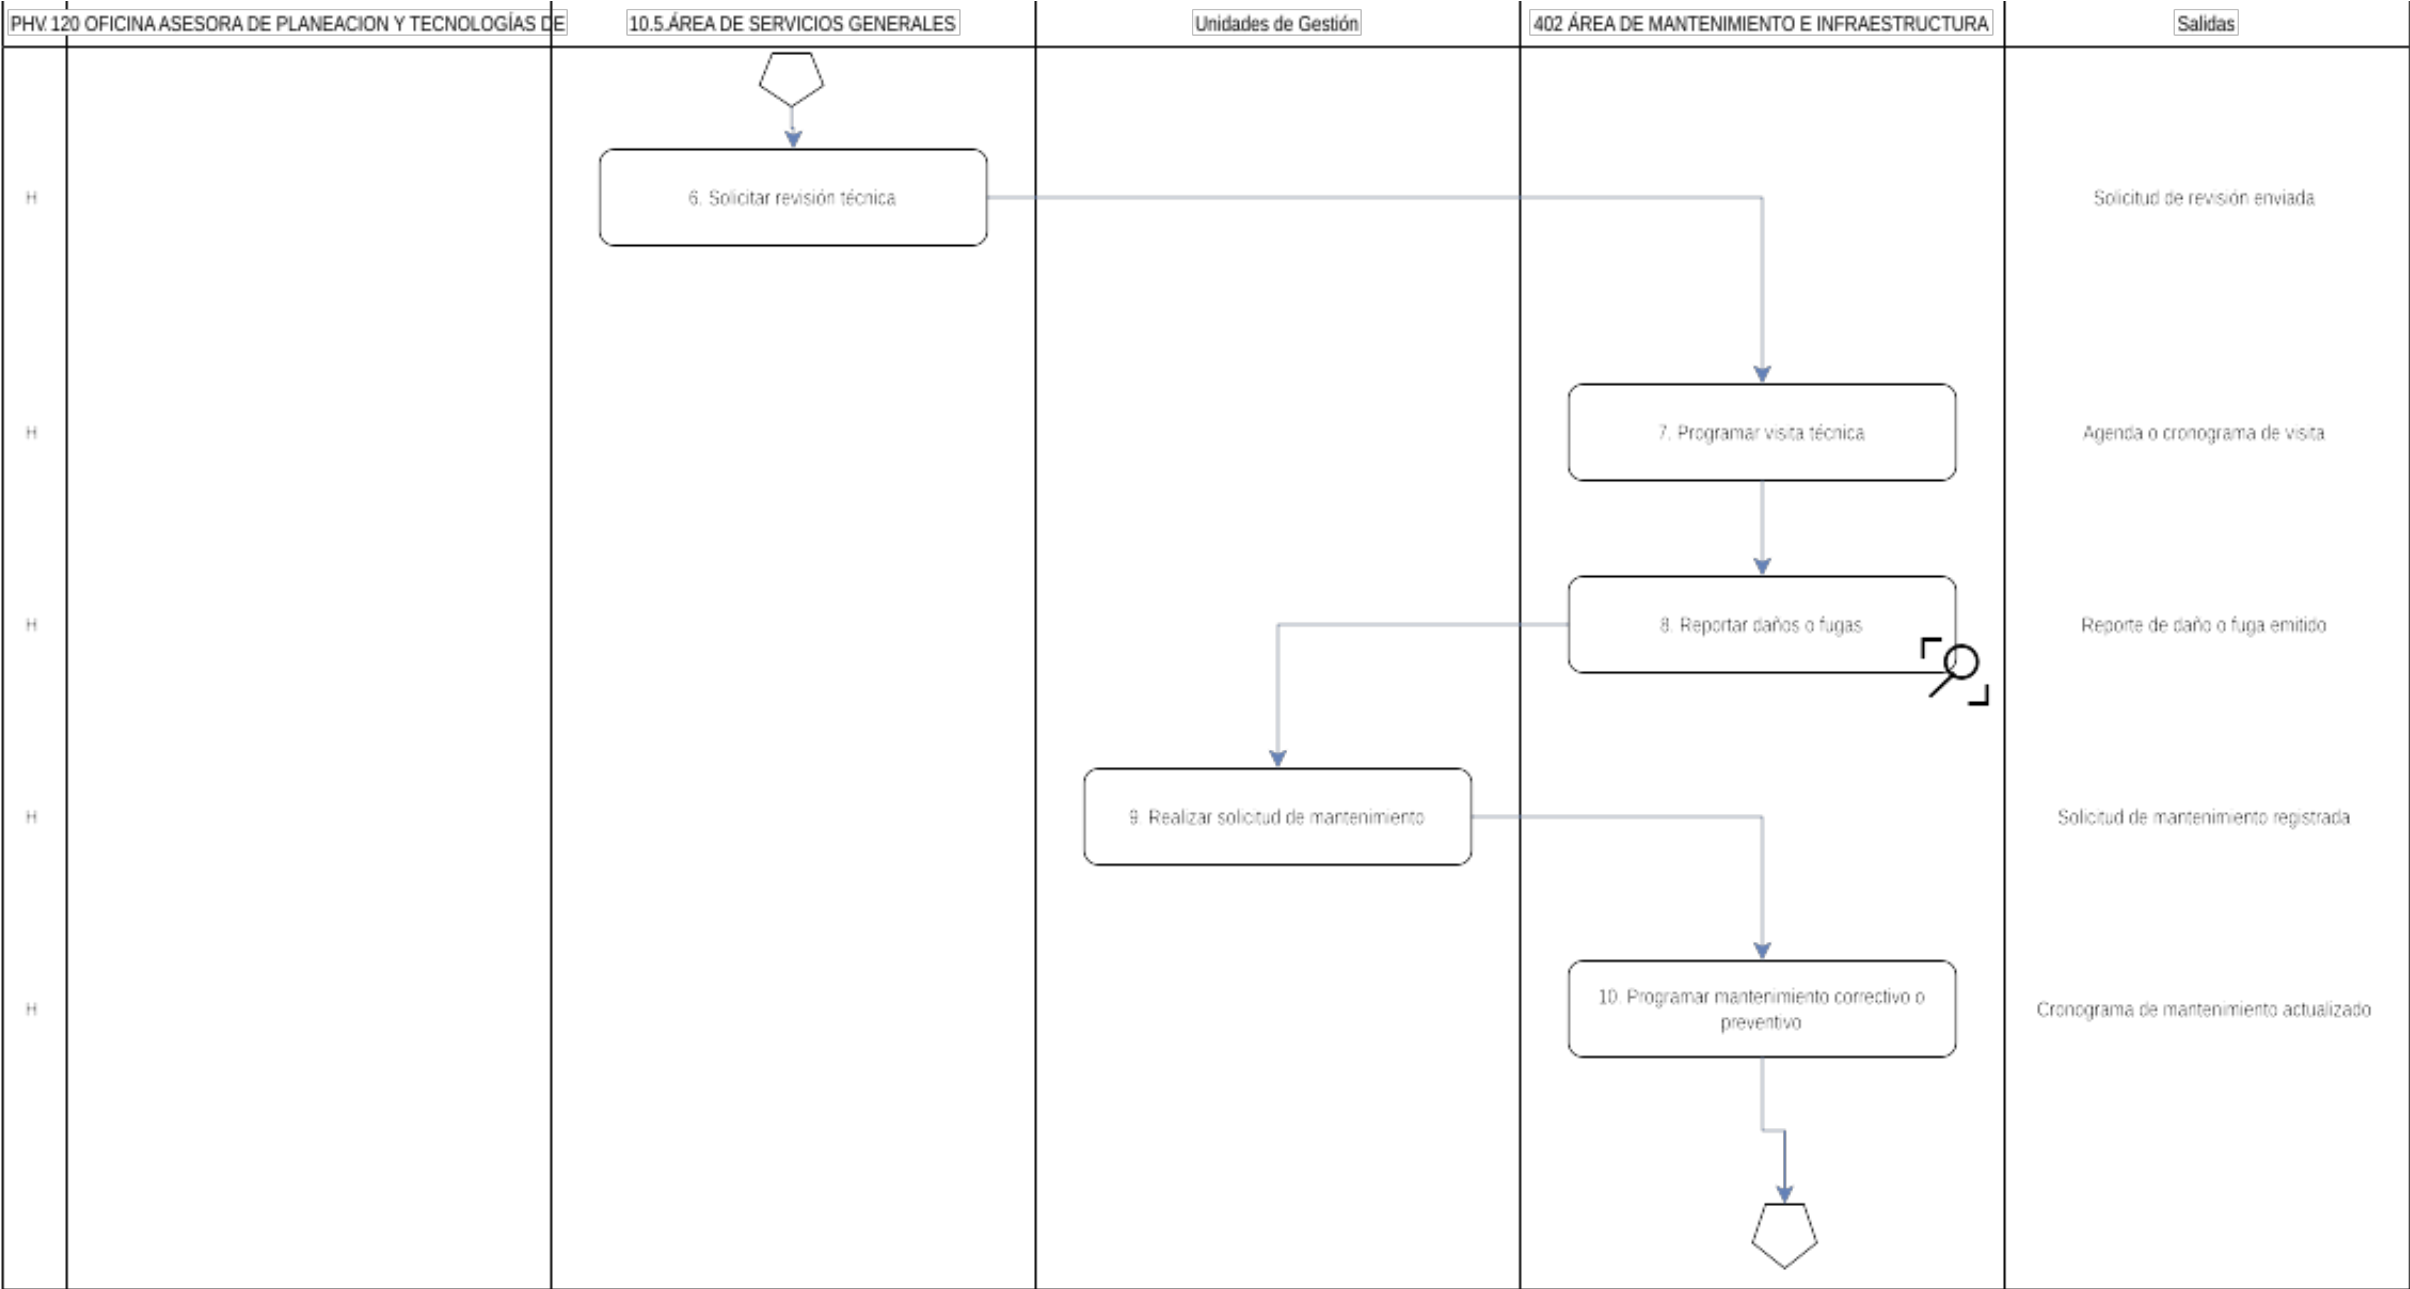 PHV. 120 OFICINA ASESORA DE PLANEACION Y TECNOLOGÍAS DE
10.5.ÁREA DE SERVICIOS GENERALES
Unidades de Gestión
402 ÁREA DE MANTENIMIENTO E INFRAESTRUCTURA
Salidas
H
6. Solicitar revisión técnica
Solicitud de revisión enviada
H
7. Programar visita técnica
Agenda o cronograma de visita
H
8. Reportar daños o fugas
Reporte de daño o fuga emitido
H
9. Realizar solicitud de mantenimiento
Solicitud de mantenimiento registrada
H
10. Programar mantenimiento correctivo o
preventivo
Cronograma de mantenimiento actualizado